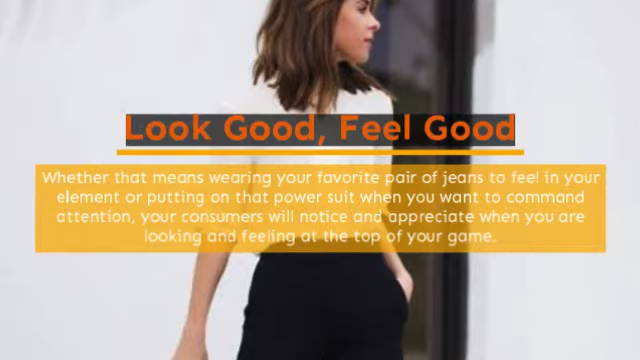 Look Good, Feel Good
Whether that means wearing your favorite pair of jeans to feel in your
element or putting on that power suit when you want to command
attention, your consumers will notice and appreciate when you are
looking and feeling at the top of your game.